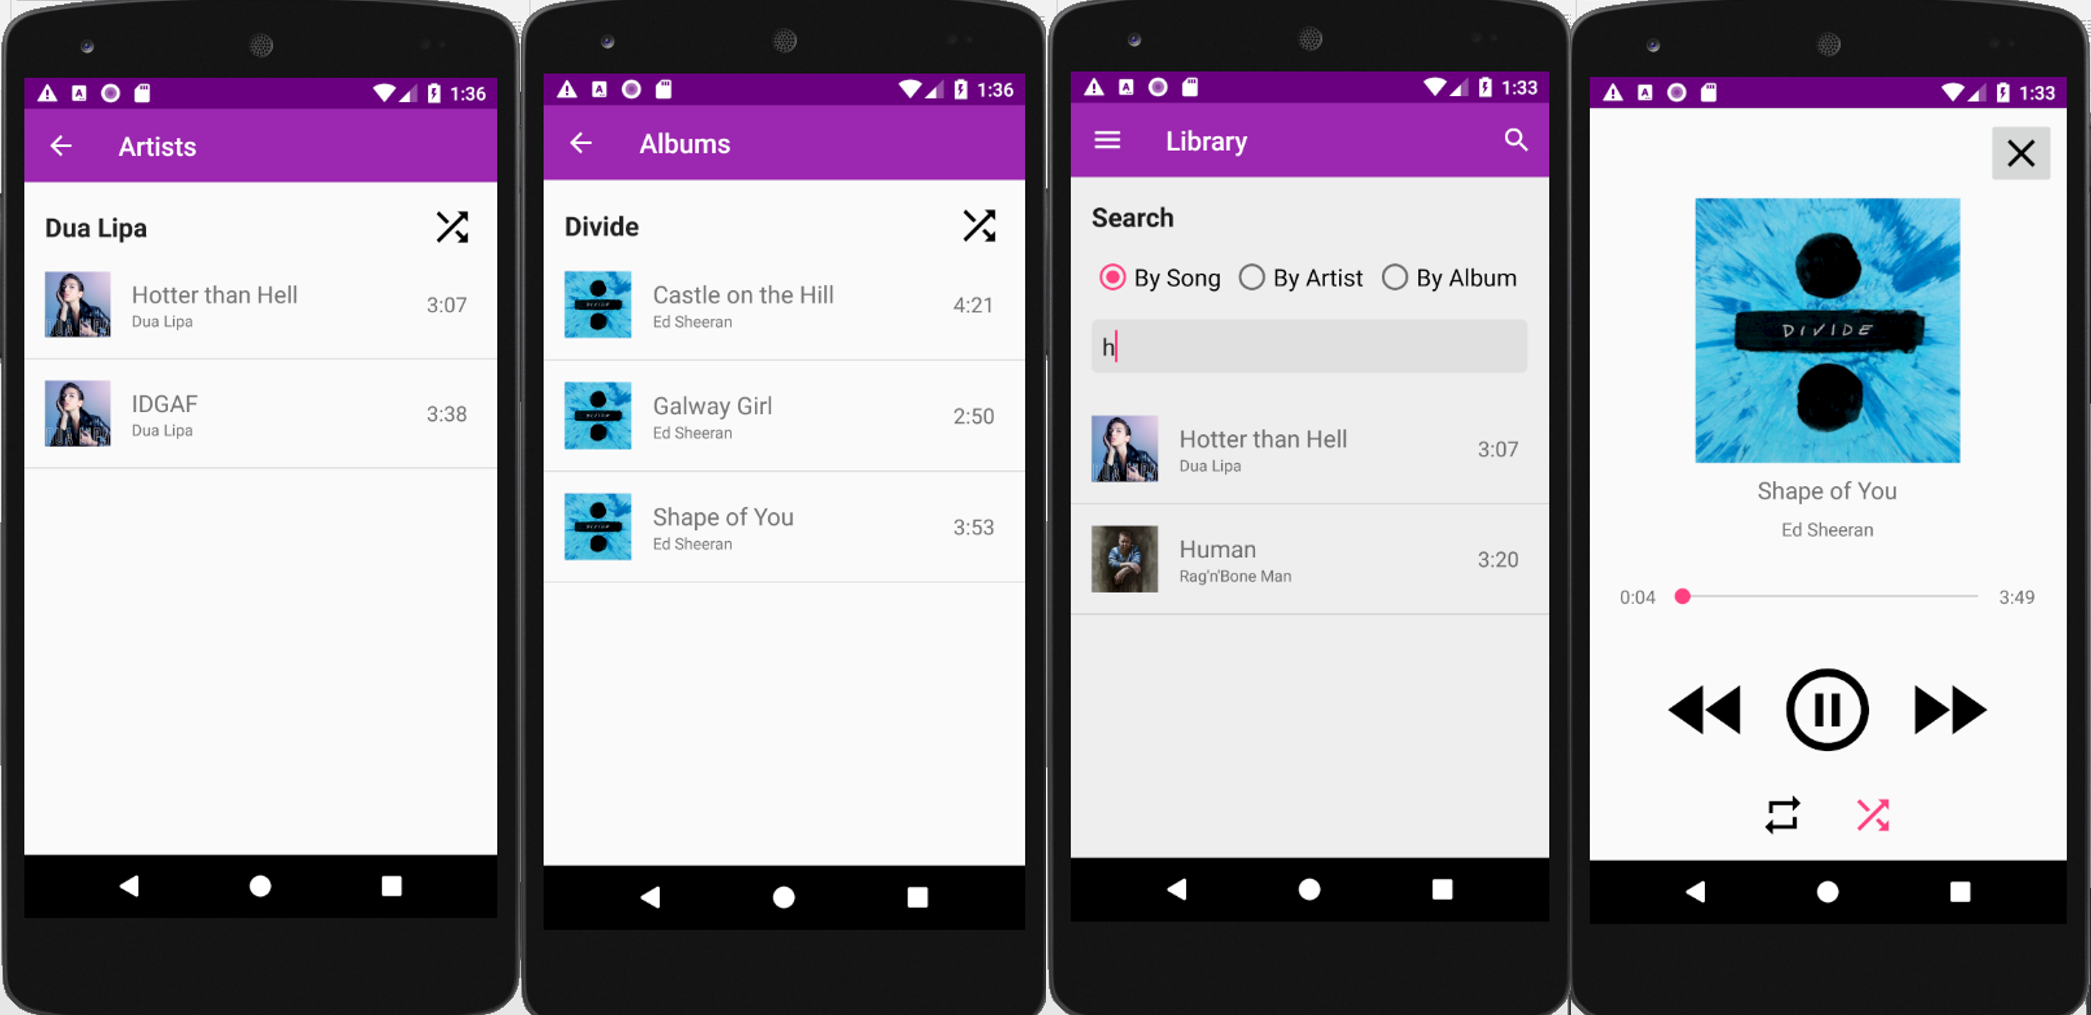 1:36
Artists
Dua Lipa
Hotter than Hell
Dua Lipa
3:07
IDGAF
Dua Lipa
3:38
1:36
Albums
Divide
Castle on the Hill
Ed Sheeran
4:21
Galway Girl
Ed Sheeran
2:50
Shape of You
Ed Sheeran
3:53
1:33
Library
Search
By Song By Artist By Album
h
Hotter than Hell
Dua Lipa
3:07
Human
Rag'n'Bone Man
3:20
1:33
DIVIDE
Shape of You
Ed Sheeran
0:04 3:49